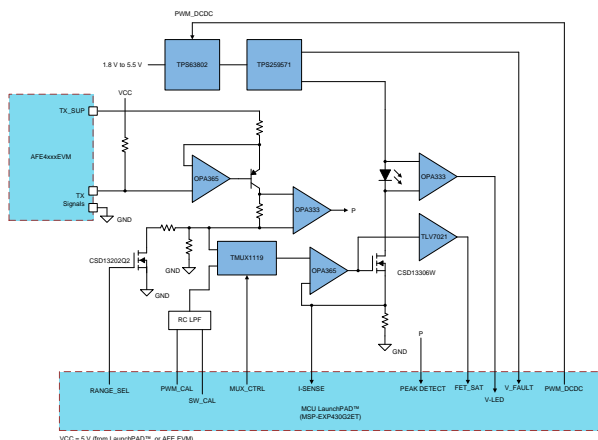 PWM_DCDC
1.8 V to 5.5 V
TPS63802
TPS259571
VCC
TX_SUP
AFE4xxxEVM
OPA365
OPA333
TX
Signals
OPA333
P
GND
TLV7021
CSD13202Q2
GND
TMUX1119
OPA365
CSD13306W
GND
RC LPF
P
GND
RANGE_SEL
PWM_CAL
SW_CAL
MUX_CTRL
I-SENSE
PEAK DETECT
FET_SAT
V-LED
V_FAULT
PWM_DCDC
MCU LaunchPAD™
(MSP-EXP430G2ET)
VCC = 5 V (from LaunchPAD™ or AFE EVM)